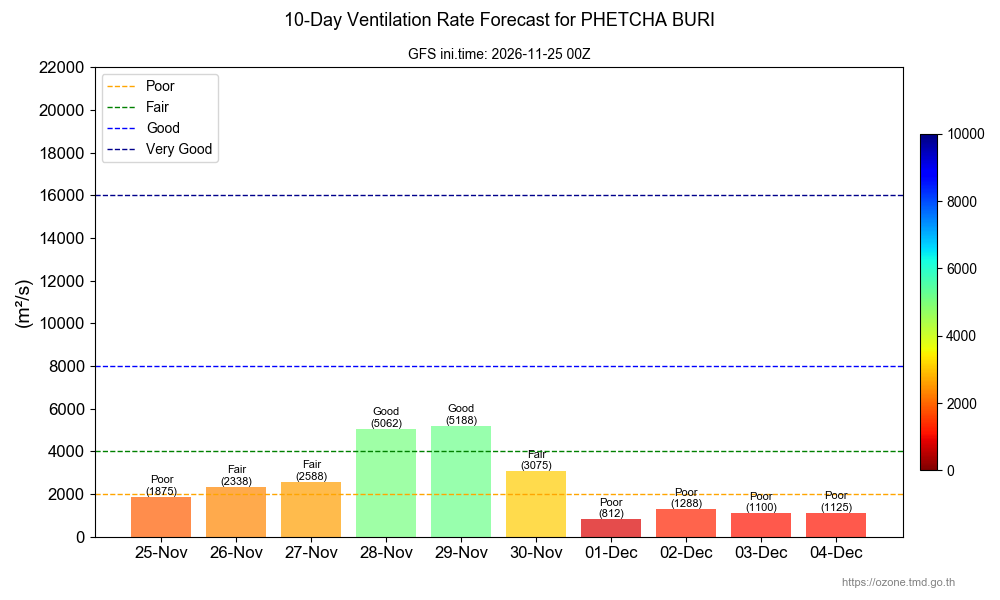 10-Day Ventilation Rate Forecast for PHETCHA BURI
GFS ini.time: 2026-11-25 00Z
22000
20000
18000
16000
14000
12000
10000
8000
6000
4000
2000
0
(m²/s)
Poor
Fair
Good
Very Good
Poor
(1875)
Fair
(2338)
Fair
(2588)
Good
(5062)
Good
(5188)
Fair
(3075)
Poor
(812)
Poor
(1288)
Poor
(1100)
Poor
(1125)
25-Nov
26-Nov
27-Nov
28-Nov
29-Nov
30-Nov
01-Dec
02-Dec
03-Dec
04-Dec
10000
8000
6000
4000
2000
0
https://ozone.tmd.go.th